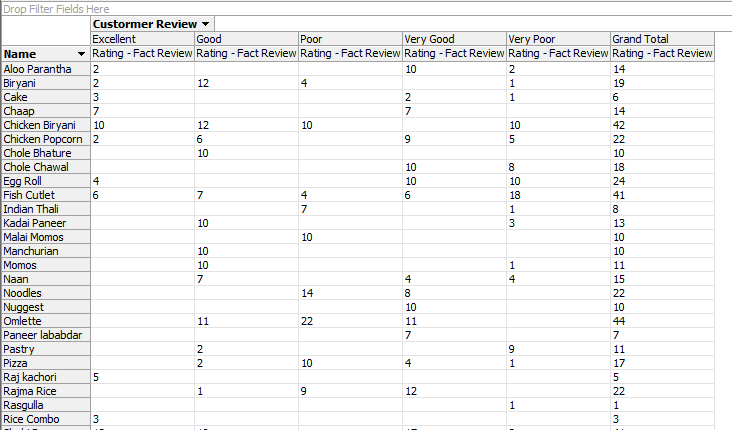 Drop Filter Fields Here
Custormer Review
Excellent Good Poor Very Good Very Poor Grand Total
Name Rating - Fact Review Rating - Fact Review Rating - Fact Review Rating - Fact Review Rating - Fact Review Rating - Fact Review
Aloo Parantha 2 10 2 14
Biryani 2 12 4 1 19
Cake 3 2 1 6
Chaap 7 7 14
Chicken Biryani 10 12 10 10 42
Chicken Popcorn 2 6 9 5 22
Chole Bhature 10 10
Chole Chawal 10 8 18
Egg Roll 4 10 10 24
Fish Cutlet 6 7 4 6 18 41
Indian Thali 7 1 8
Kadai Paneer 10 3 13
Malai Momos 10 10
Manchurian 10 10
Momos 10 1 11
Naan 7 4 4 15
Noodles 14 8 22
Nuggest 10 10
Omlette 11 22 11 44
Paneer lababdar 7 7
Pastry 2 9 11
Pizza 2 10 4 1 17
Raj kachori 5 5
Rajma Rice 1 9 12 22
Rasgulla 1 1
Rice Combo 3 3